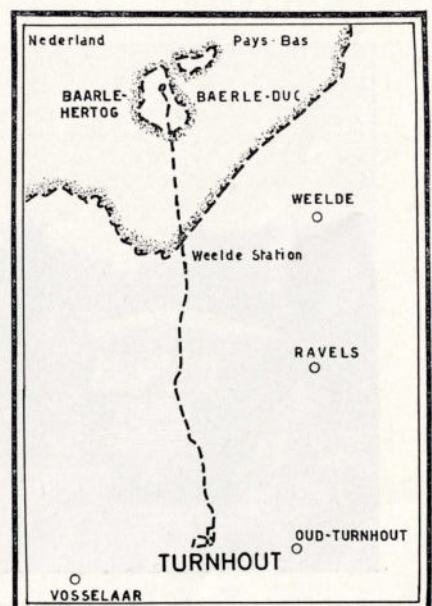 Nederland Pays-Bas
BAARLE-HERTOG BAERLE-DUC
WEELDE
Weelde Station
RAVELS
OUD-TURNHOUT
TURNHOUT
VOSSELAAR